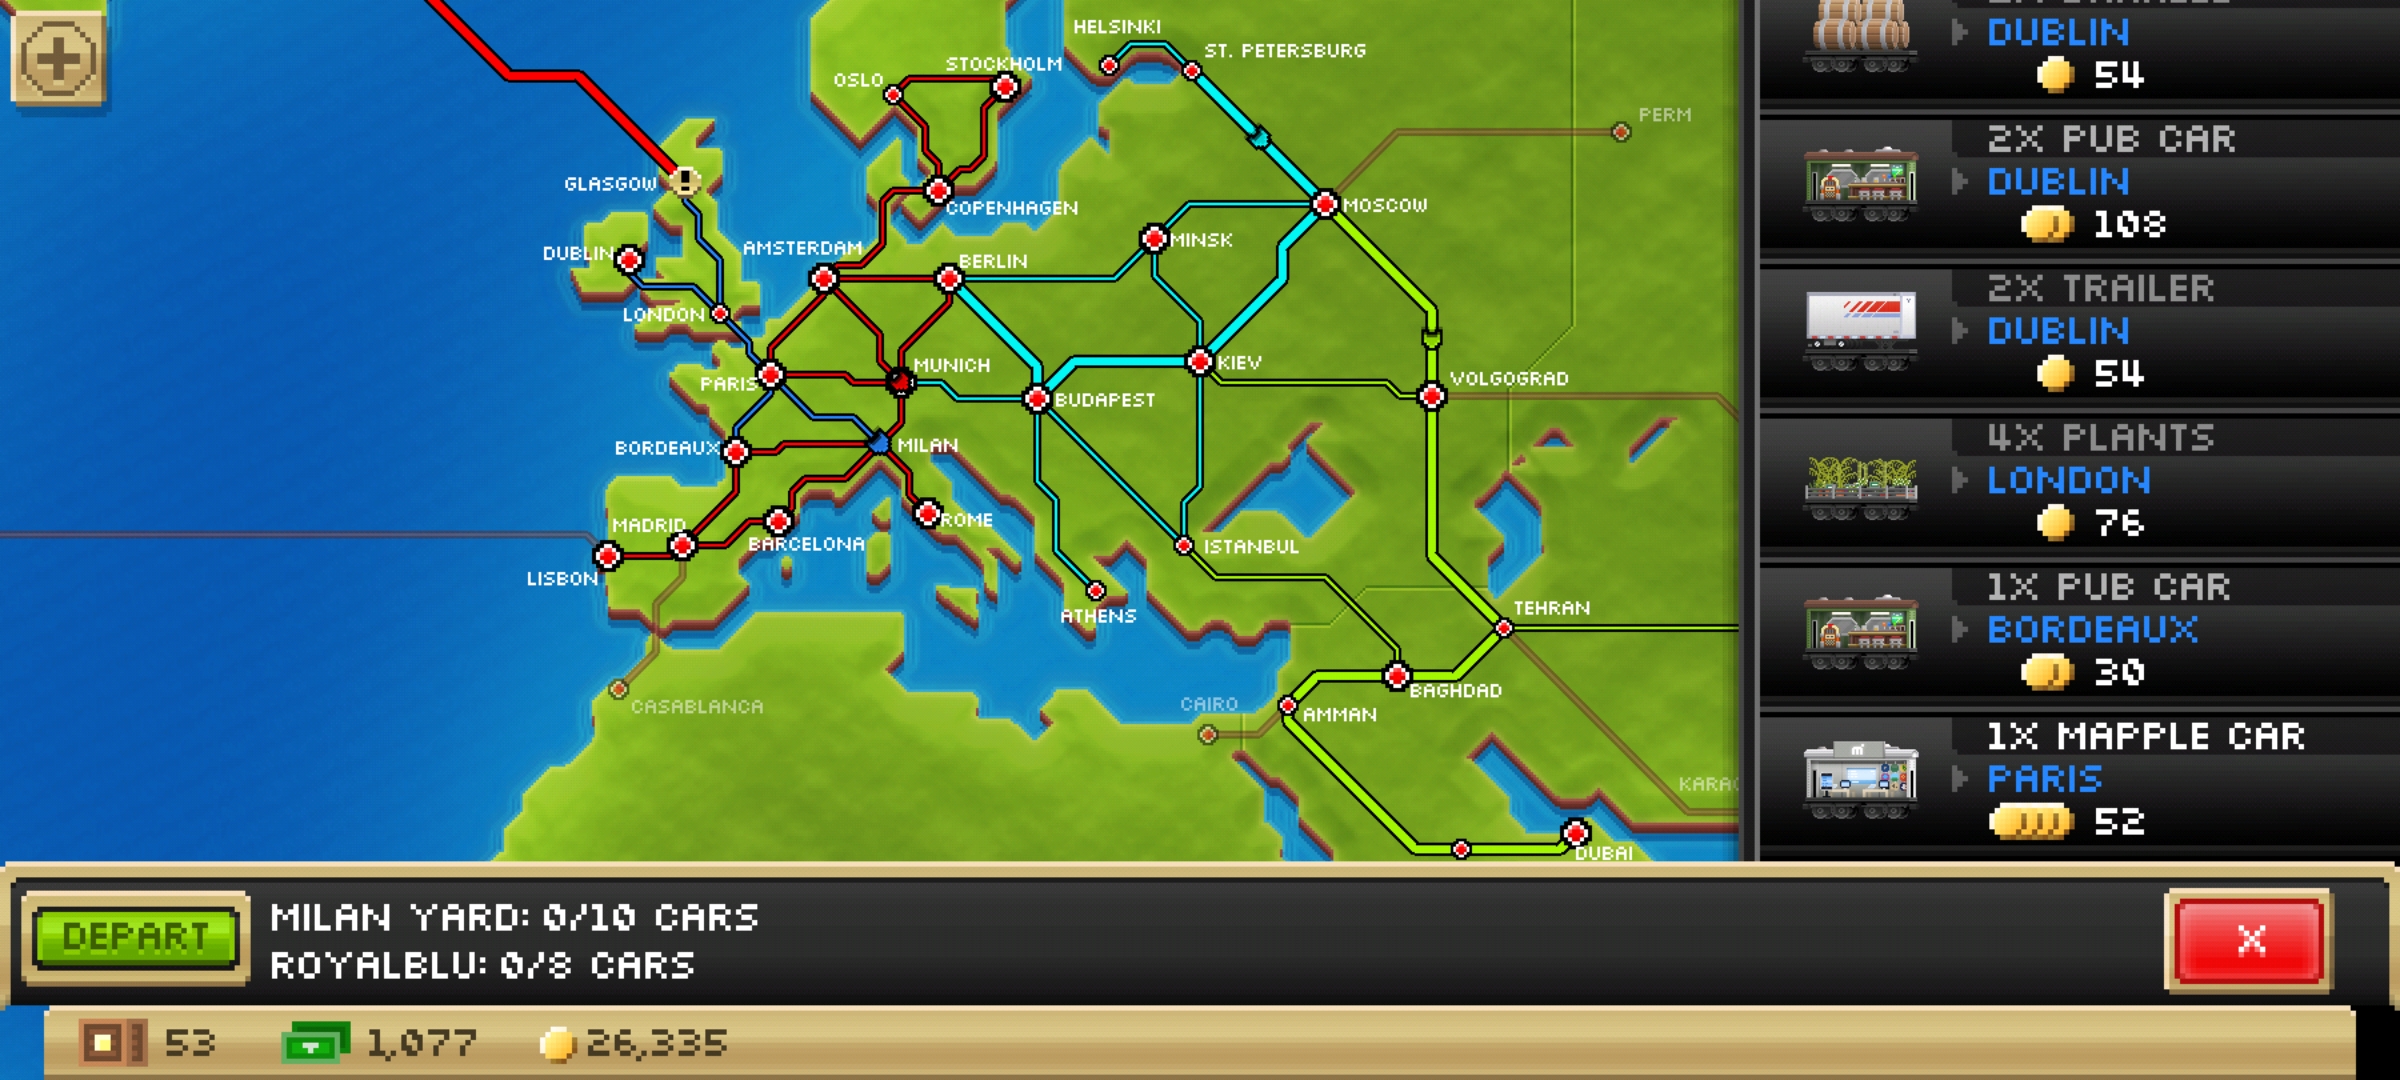 HELSINKI
ST. PETERSBURG
STOCKHOLM
OSLO
PERM
GLASGOW
COPENHAGEN
MOSCOW
DUBLIN
AMSTERDAM
BERLIN
MINSK
LONDON
PARIS
MUNICH
KIEV
VOLGOGRAD
BUDAPEST
BORDEAUX
MILAN
MADRID
ROME
BARCELONA
ISTANBUL
LISBON
ATHENS
TEHRAN
CASABLANCA
CAIRO
BAGHDAD
AMMAN
DUBAI
DUBLIN
54
2X PUB CAR
DUBLIN
108
2X TRAILER
DUBLIN
54
4X PLANTS
LONDON
76
1X PUB CAR
BORDEAUX
30
1X MAPPLE CAR
PARIS
52
DEPART
MILAN YARD: 0/10 CARS
ROYALBLU: 0/8 CARS
X
53
1,077
26,335